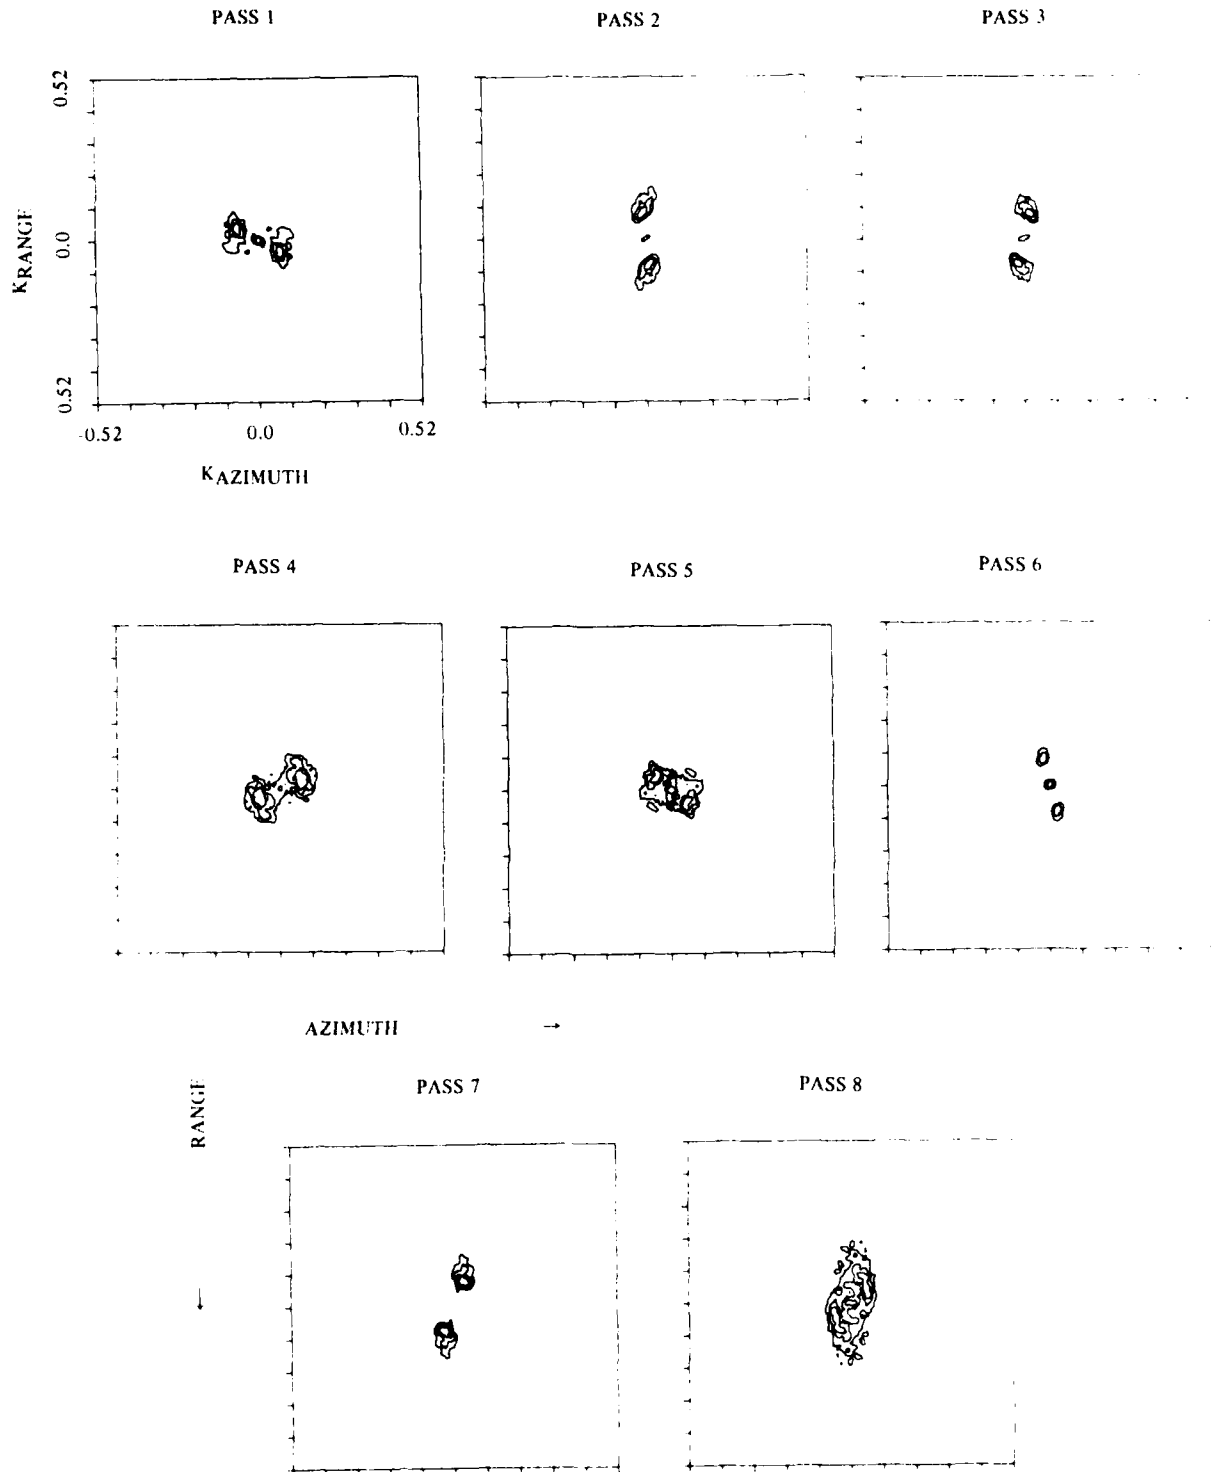 PASS 1
PASS 2
PASS 3
0.52
0.0
0.52
KRANGE
-0.52
0.0
0.52
KAZIMUTH
PASS 4
PASS 5
PASS 6
AZIMUTH →
RANGE →
PASS 7
PASS 8